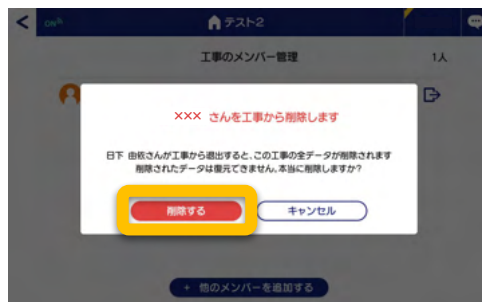 ON
テスト2
工事のメンバー管理
1人
××× さんを工事から削除します
日下 由依さんが工事から退出すると、この工事の全データが削除されます
削除されたデータは復元できません。本当に削除しますか?
削除する
キャンセル
+ 他のメンバーを追加する